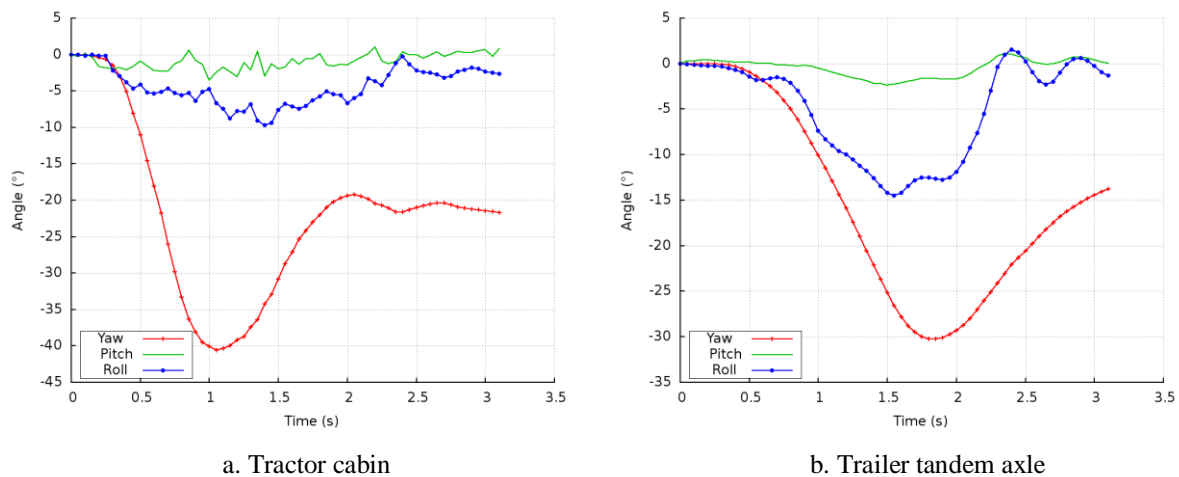 5
0
-5
-10
-15
-20
-25
-30
-35
-40
-45
Angle (°)
Yaw
Pitch
Roll
0 0.5 1 1.5 2 2.5 3 3.5
Time (s)
a. Tractor cabin
5
0
-5
-10
-15
-20
-25
-30
-35
Angle (°)
Yaw
Pitch
Roll
0 0.5 1 1.5 2 2.5 3 3.5
Time (s)
b. Trailer tandem axle